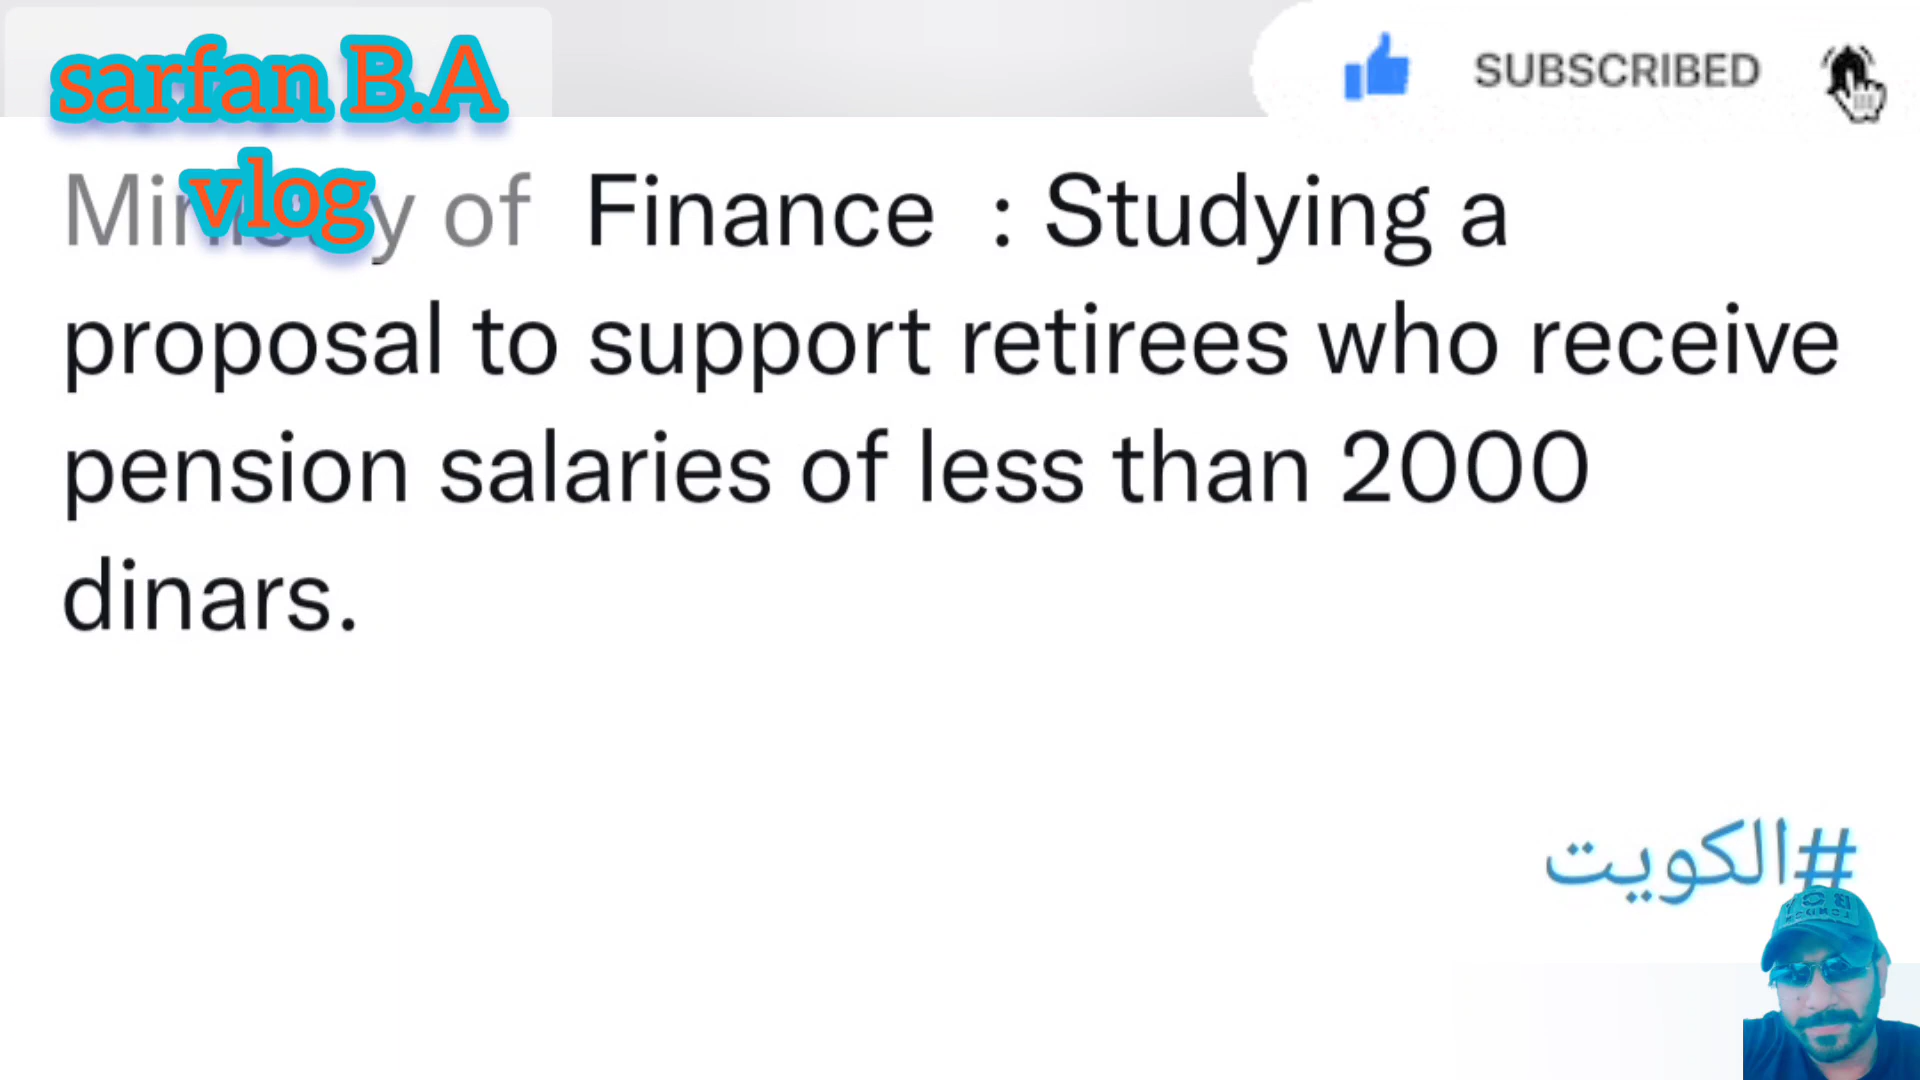 sarfan B.A
vlog
SUBSCRIBED
Ministry of Finance : Studying a
proposal to support retirees who receive
pension salaries of less than 2000
dinars.
#الكويت